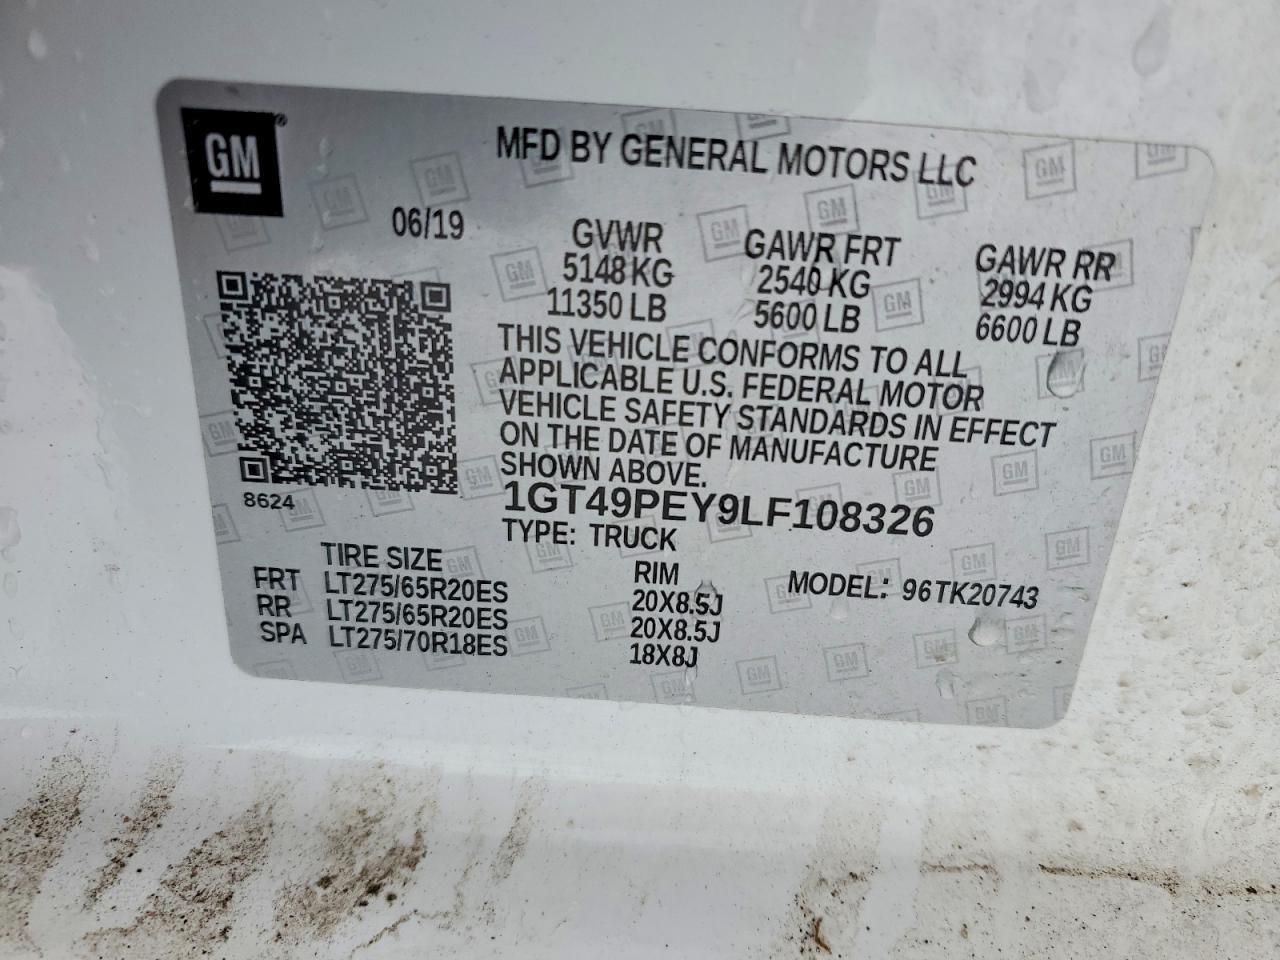 GM®
MFD BY GENERAL MOTORS LLC
06/19
GVWR GAWR FRT GAWR RR
5148 KG 2540 KG 2994 KG
11350 LB 5600 LB 6600 LB
THIS VEHICLE CONFORMS TO ALL
APPLICABLE U.S. FEDERAL MOTOR
VEHICLE SAFETY STANDARDS IN EFFECT
ON THE DATE OF MANUFACTURE
SHOWN ABOVE.
8624
1GT49PEY9LF108326
TYPE: TRUCK
TIRE SIZE RIM MODEL: 96TK20743
FRT LT275/65R20ES 20X8.5J
RR LT275/65R20ES 20X8.5J
SPA LT275/70R18ES 18X8J